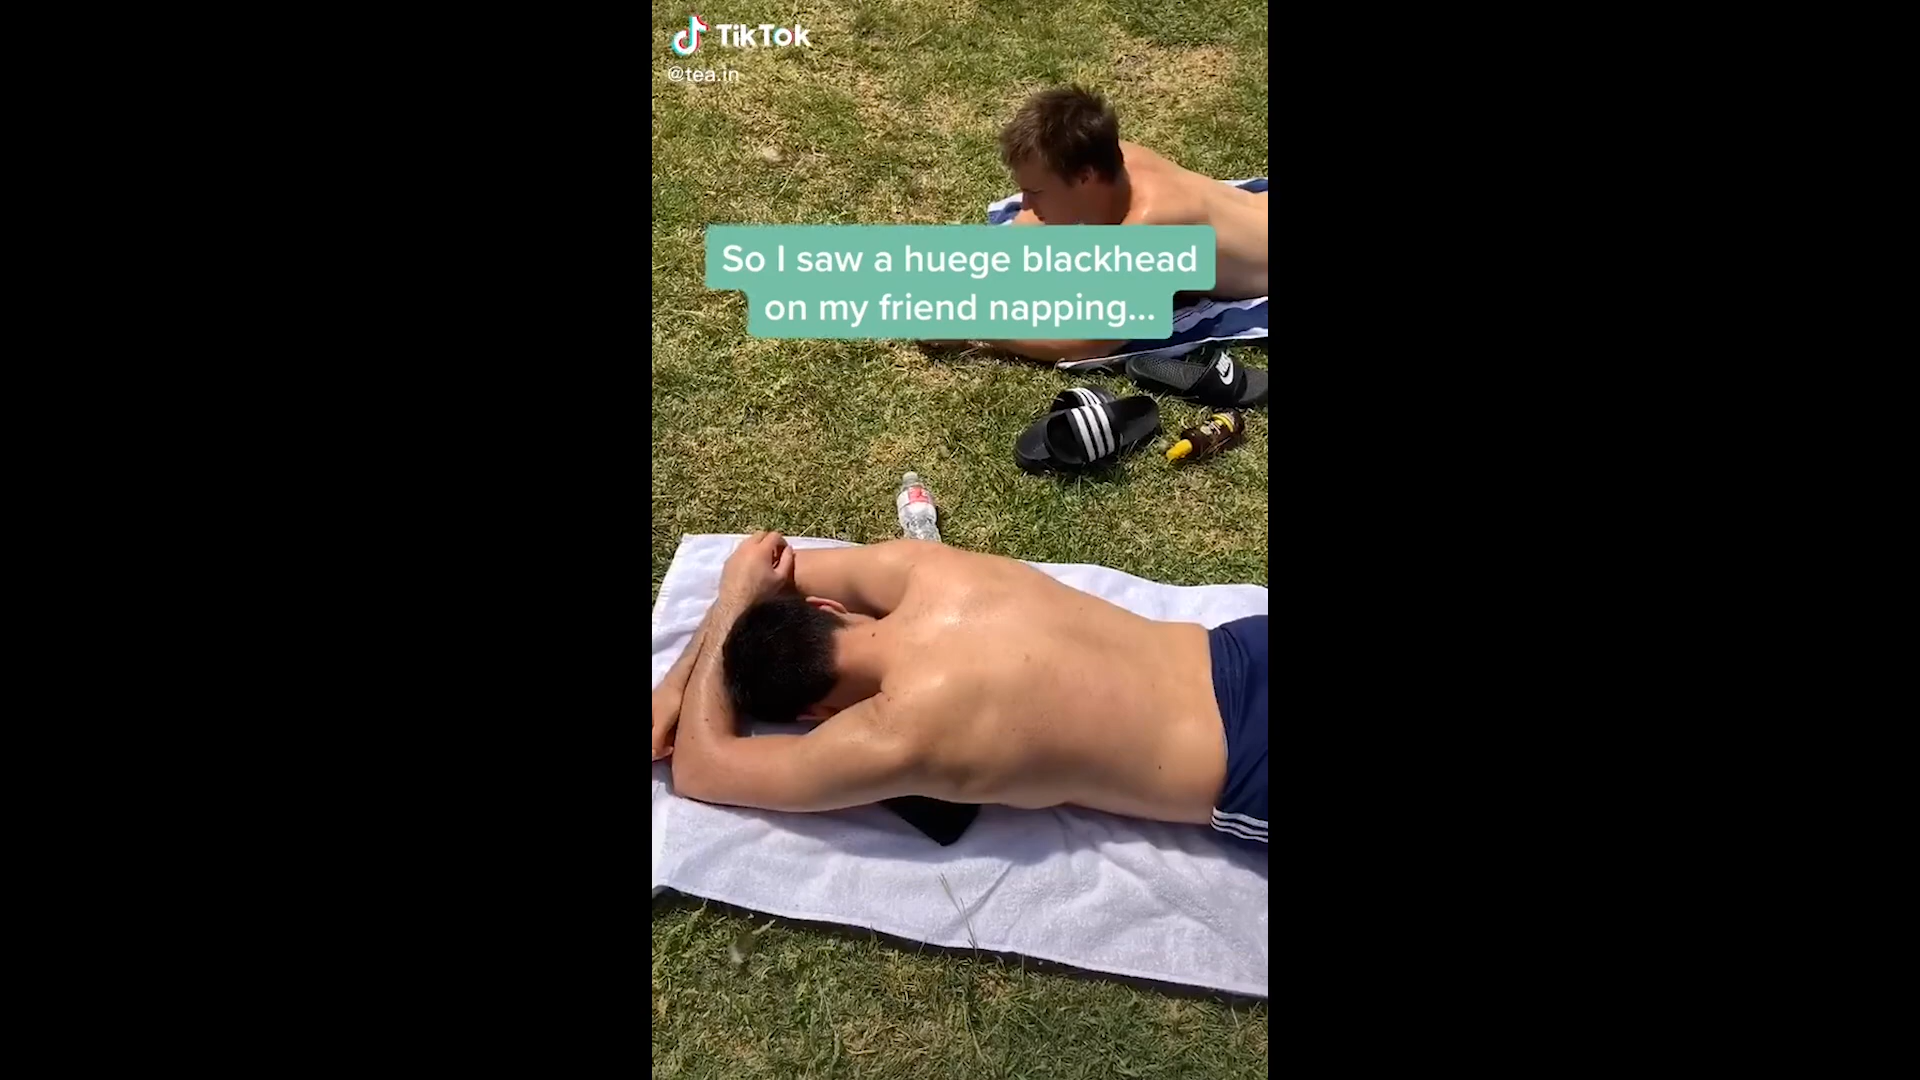 TikTok
@tea.in
So I saw a huege blackhead
on my friend napping...